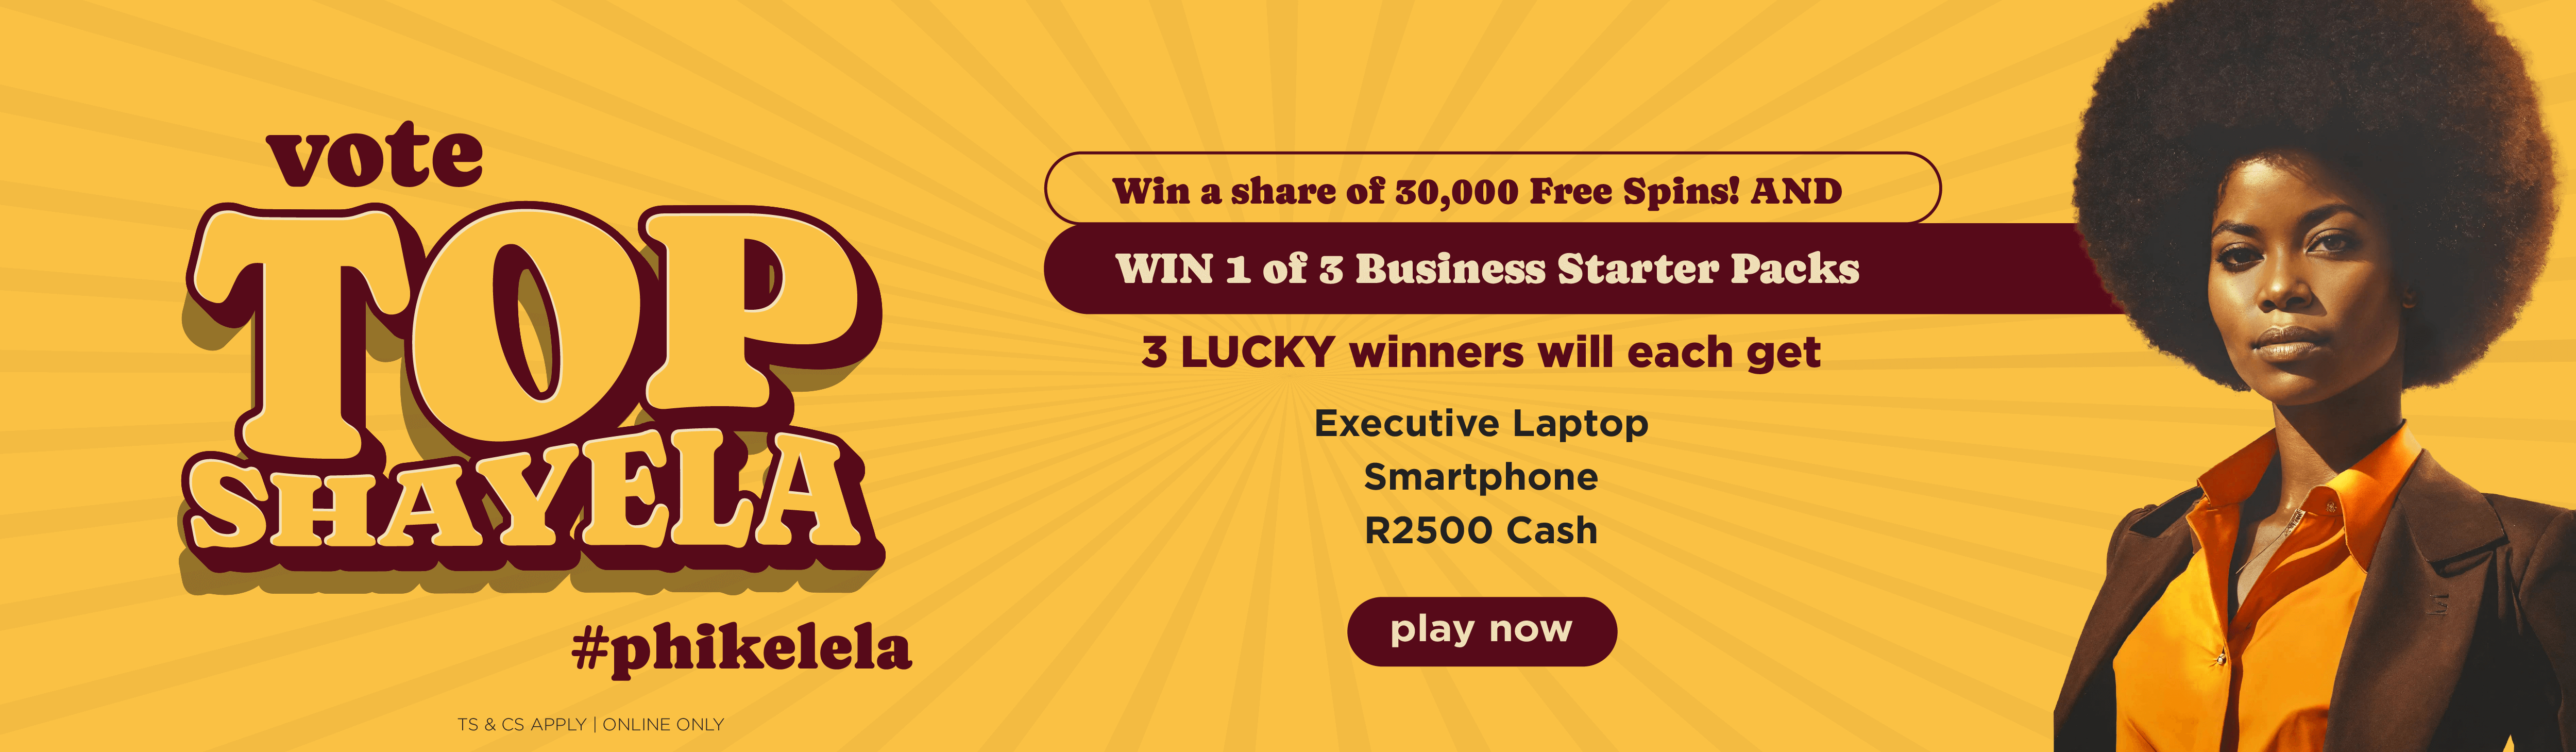 vote
TOP
SHAYELA
#phikelela
TS & CS APPLY | ONLINE ONLY
Win a share of 30,000 Free Spins! AND
WIN 1 of 3 Business Starter Packs
3 LUCKY winners will each get
Executive Laptop
Smartphone
R2500 Cash
play now